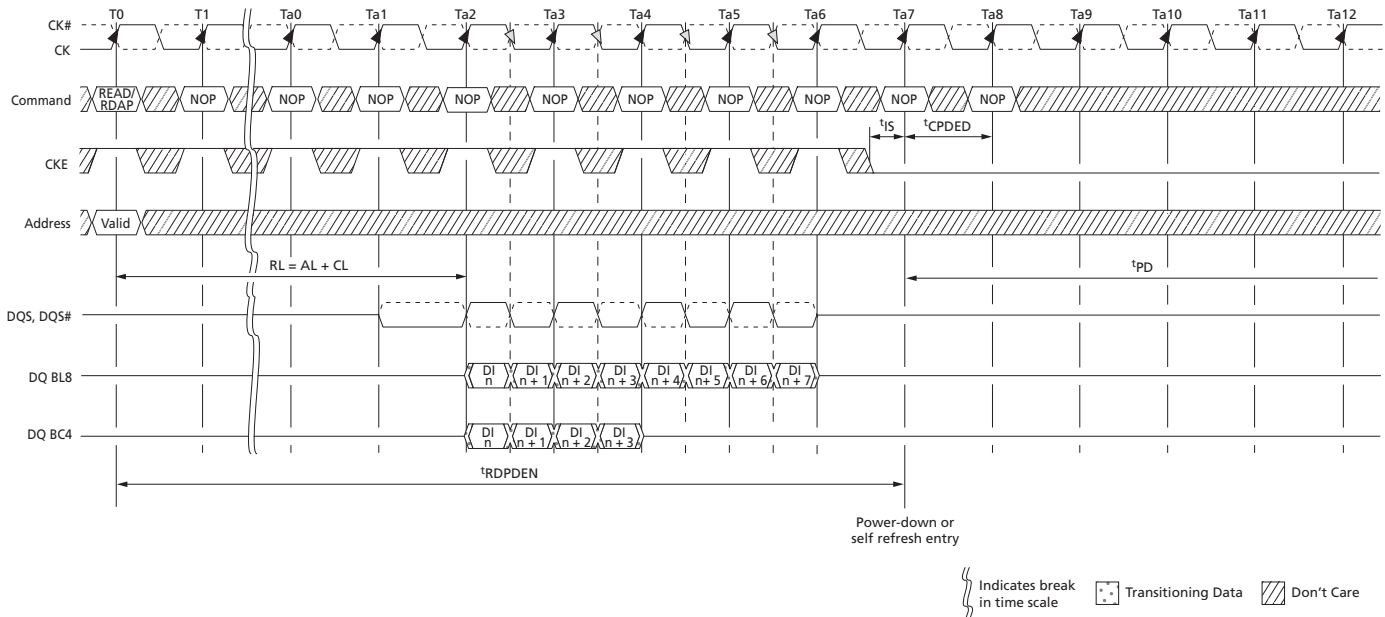 T0 T1 Ta0 Ta1 Ta2 Ta3 Ta4 Ta5 Ta6 Ta7 Ta8 Ta9 Ta10 Ta11 Ta12
CK#
CK
Command READ/RDAP NOP NOP NOP NOP NOP NOP NOP NOP NOP NOP
tIS tCPDED
CKE
Address Valid
RL = AL + CL tPD
DQS, DQS#
DQ BL8 DI n DI n + 1 DI n + 2 DI n + 3 DI n + 4 DI n + 5 DI n + 6 DI n + 7
DQ BC4 DI n DI n + 1 DI n + 2 DI n + 3
tRDPDEN
Power-down or
self refresh entry
Indicates break
in time scale
Transitioning Data
Don't Care